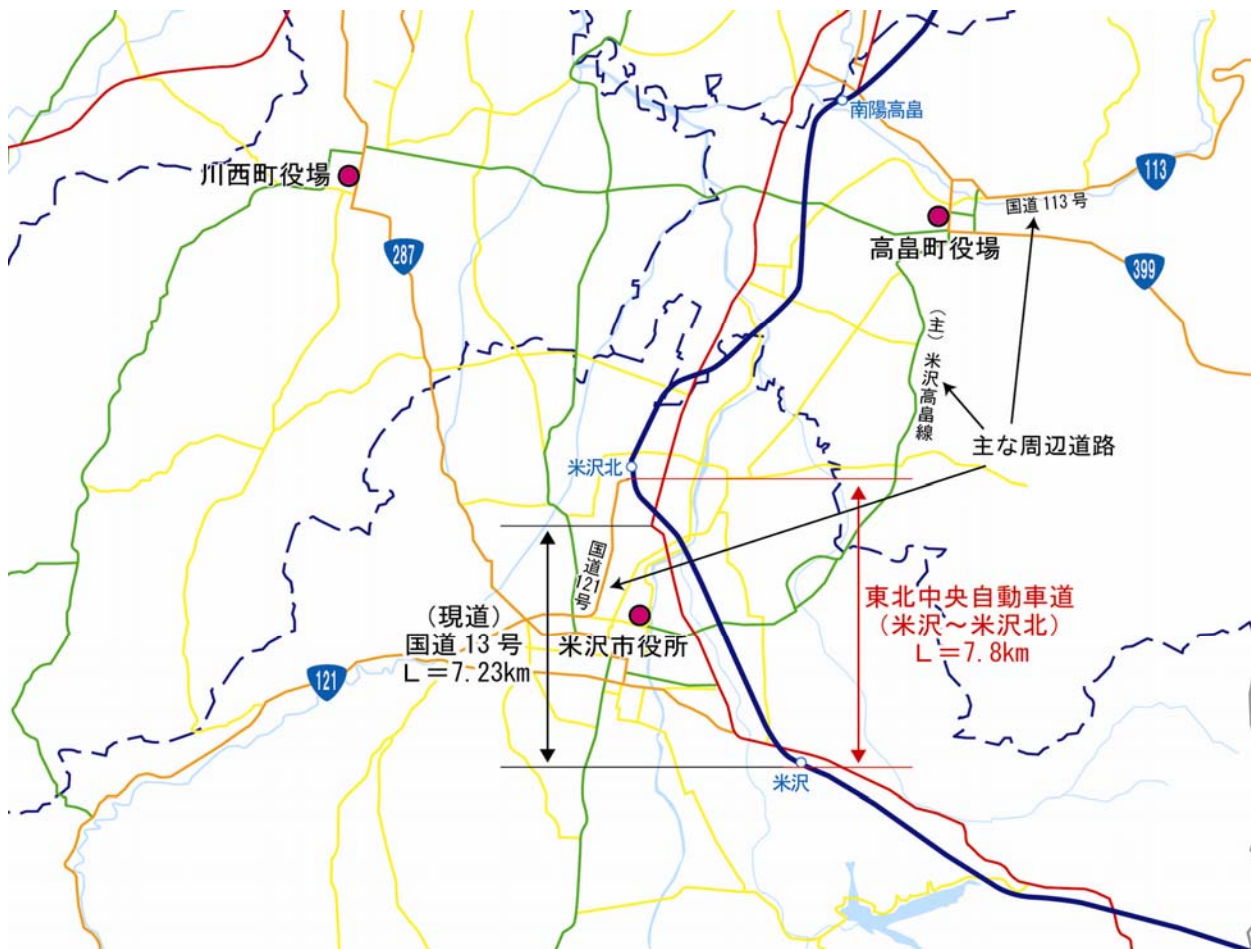 南陽高畠
川西町役場
113
国道113号
287
高畠町役場
399
(主)米沢高畠線
主な周辺道路
米沢北
国道121号
東北中央自動車道
(米沢～米沢北)
L=7.8km
(現道)
国道13号
L=7.23km
米沢市役所
121
米沢